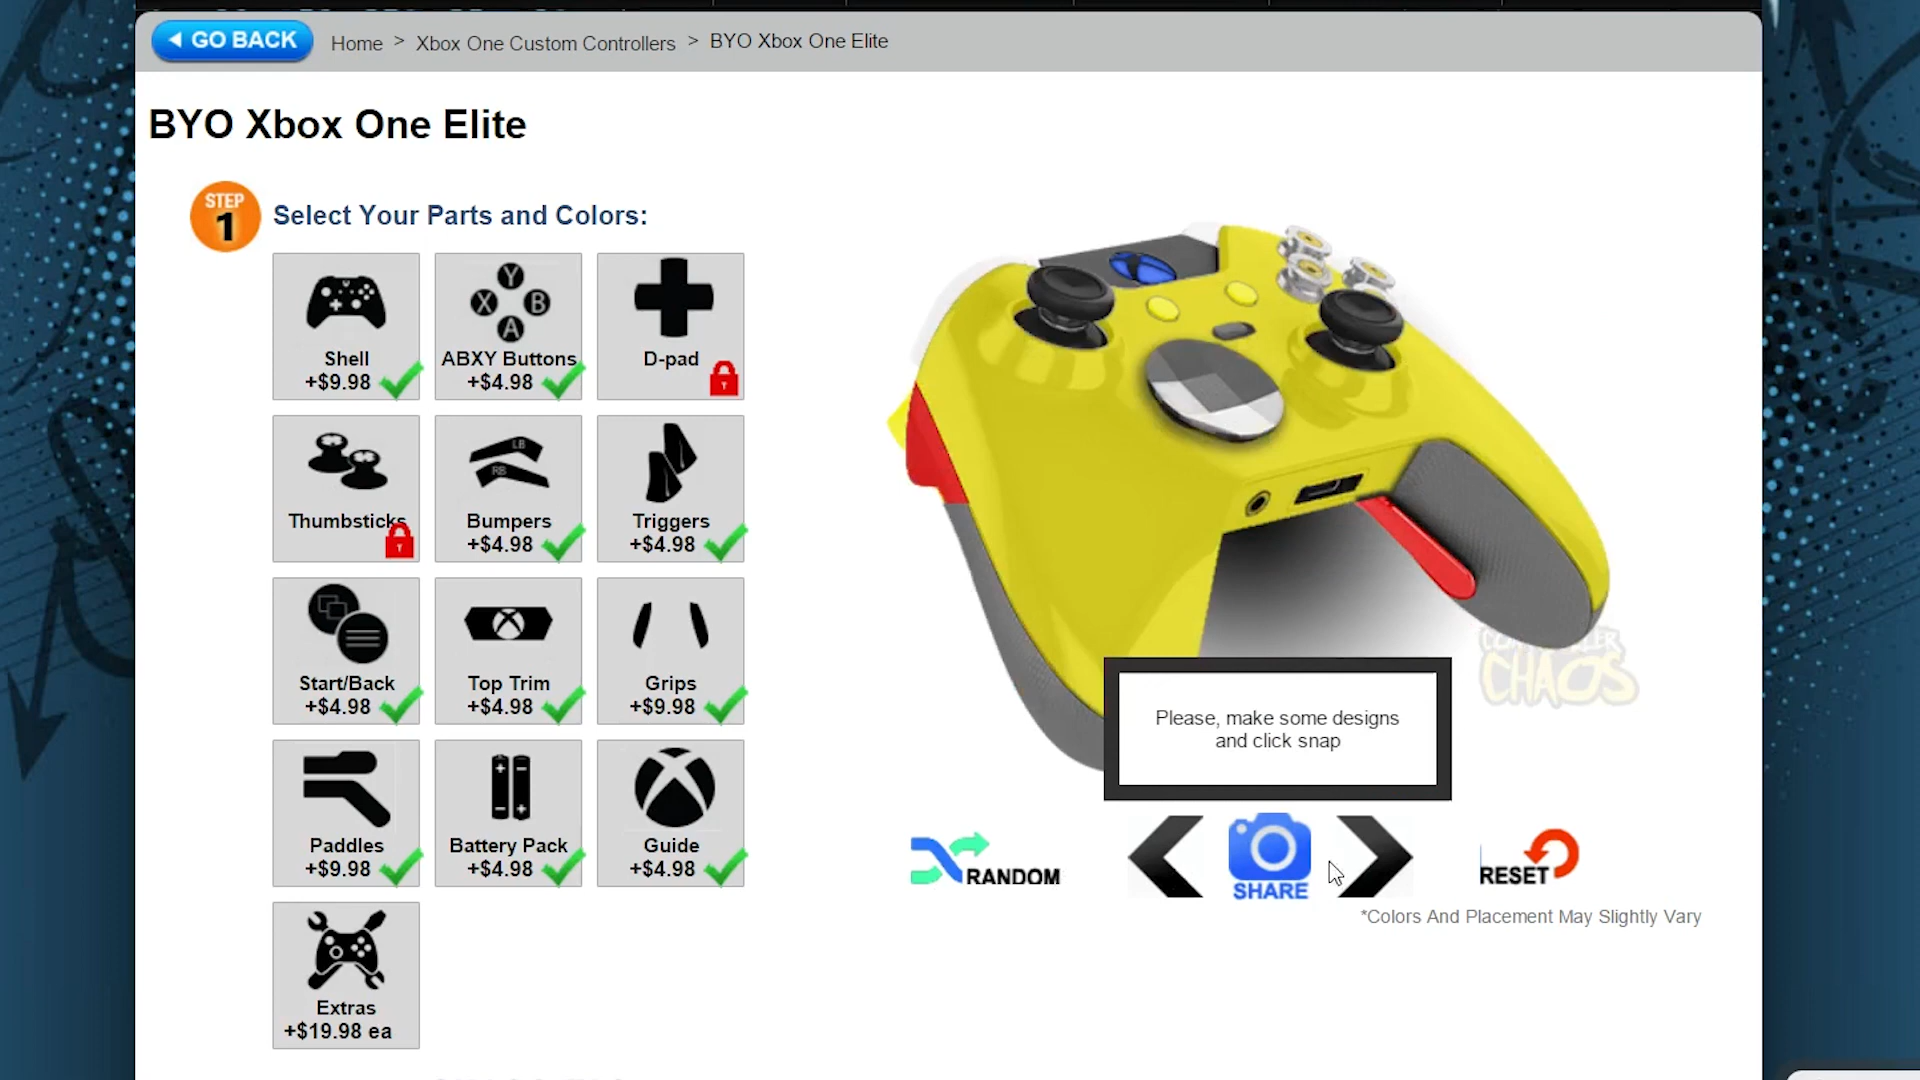 GO BACK
Home > Xbox One Custom Controllers > BYO Xbox One Elite
BYO Xbox One Elite
STEP
1
Select Your Parts and Colors:
Shell
+$9.98
Y
X B
A
ABXY Buttons
+$4.98
D-pad
Thumbsticks
LB
RB
Bumpers
+$4.98
Triggers
+$4.98
Start/Back
+$4.98
Top Trim
+$4.98
Grips
+$9.98
Paddles
+$9.98
Battery Pack
+$4.98
Guide
+$4.98
Extras
+$19.98 ea
CHAOS
Please, make some designs
and click snap
RANDOM
SHARE
RESET
*Colors And Placement May Slightly Vary